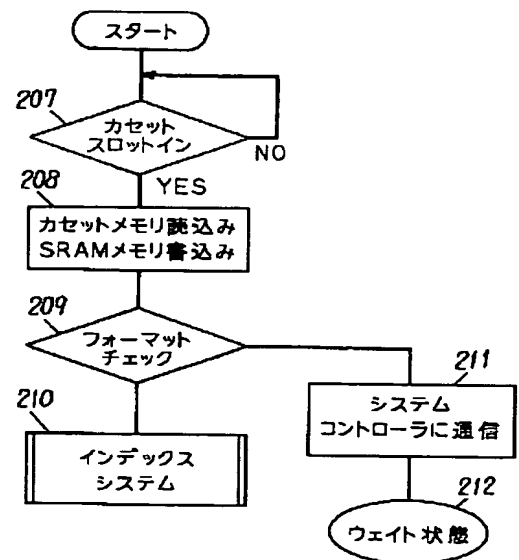 スタート
207
カセット
スロットイン
NO
YES
208
カセットメモリ読込み
SRAMメモリ書込み
209
フォーマット
チェック
211
210
システム
コントローラに通信
インデックス
システム
212
ウェイト状態